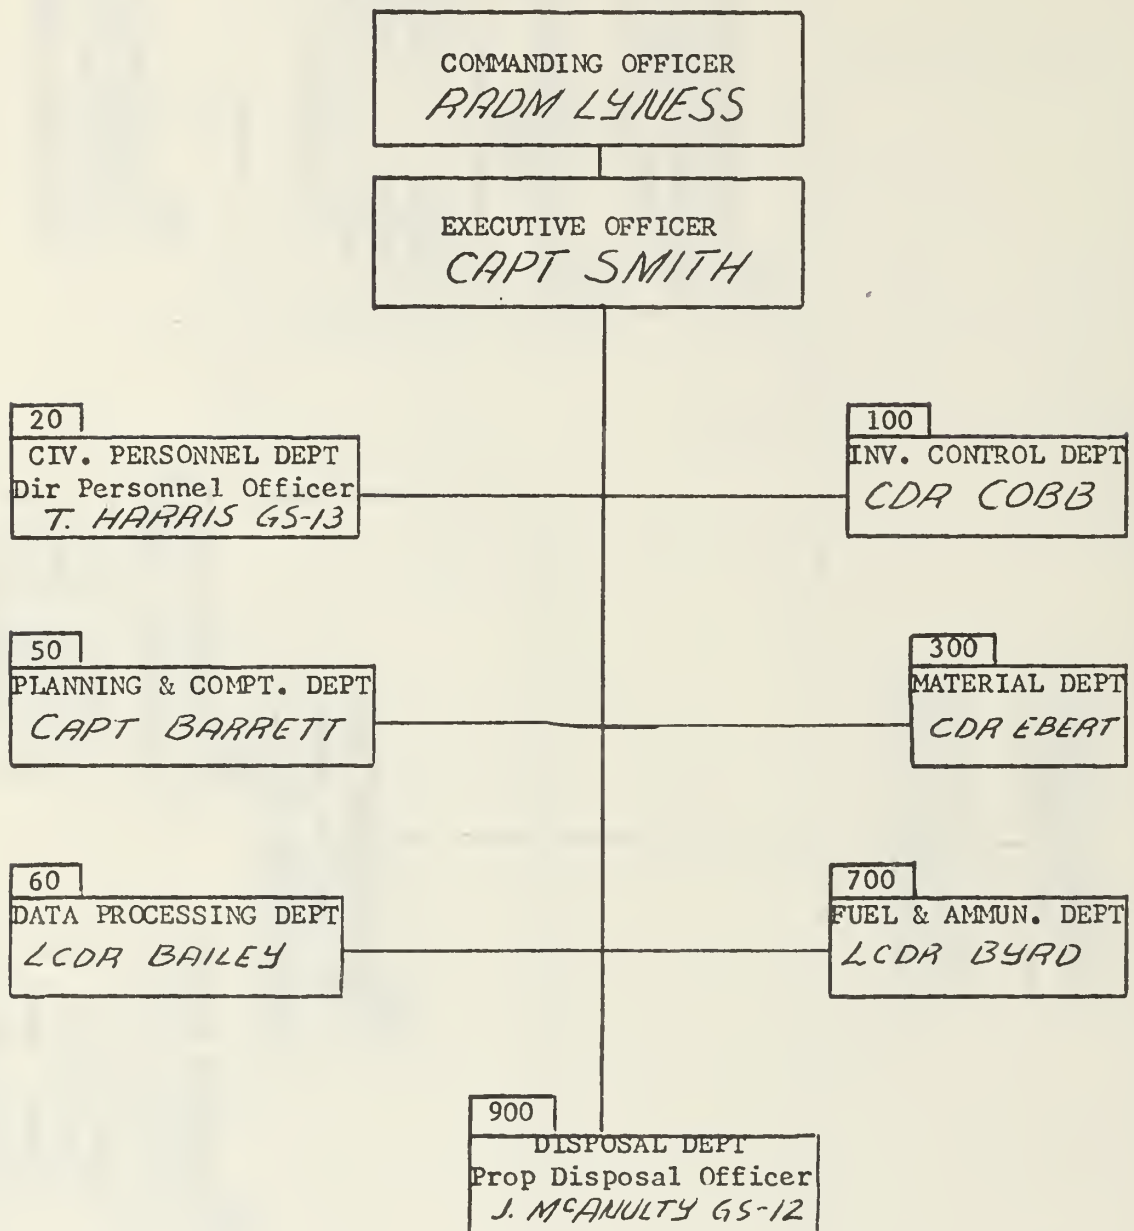 COMMANDING OFFICER
RADM LYNESS
EXECUTIVE OFFICER
CAPT SMITH
20
CIV. PERSONNEL DEPT
Dir Personnel Officer
T. HARRIS GS-13
100
INV. CONTROL DEPT
CDR COBB
50
PLANNING & COMPT. DEPT
CAPT BARRETT
300
MATERIAL DEPT
CDR EBERT
60
DATA PROCESSING DEPT
LCDR BAILEY
700
FUEL & AMMUN. DEPT
LCDR BYRD
900
DISPOSAL DEPT
Prop Disposal Officer
J. McANULTY GS-12